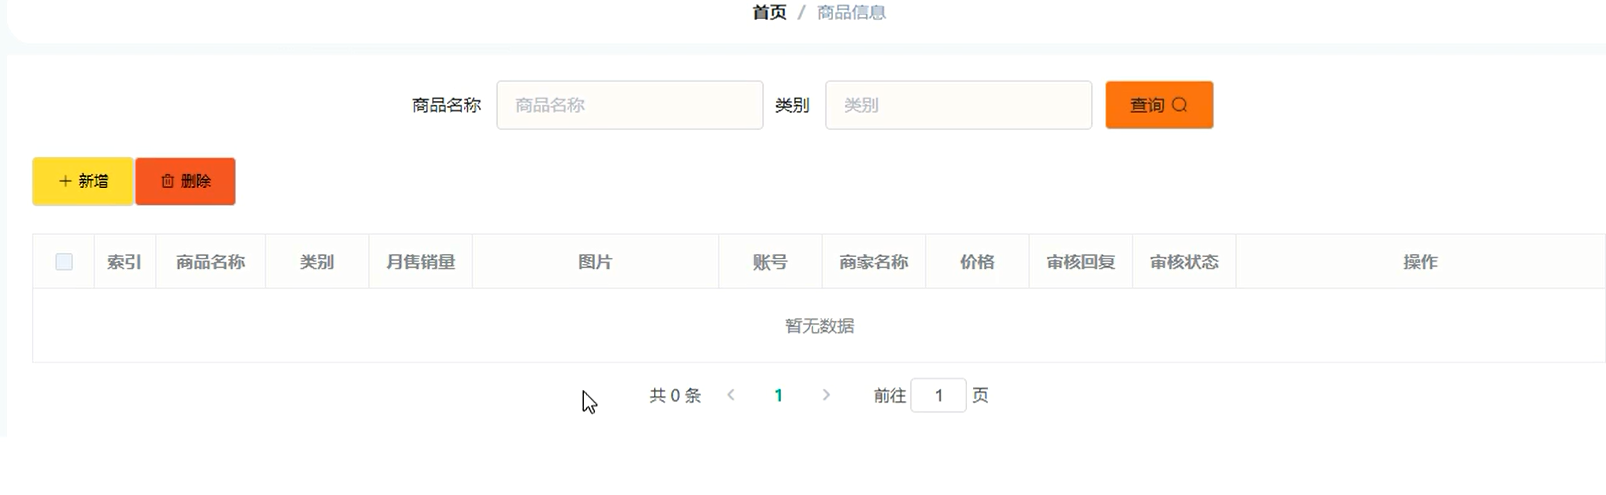 首页 / 商品信息
商品名称 商品名称 类别 类别 查询
新增 删除
索引 商品名称 类别 月售销量 图片 账号 商家名称 价格 审核回复 审核状态 操作
暂无数据
共 0 条 1 前往 1 页